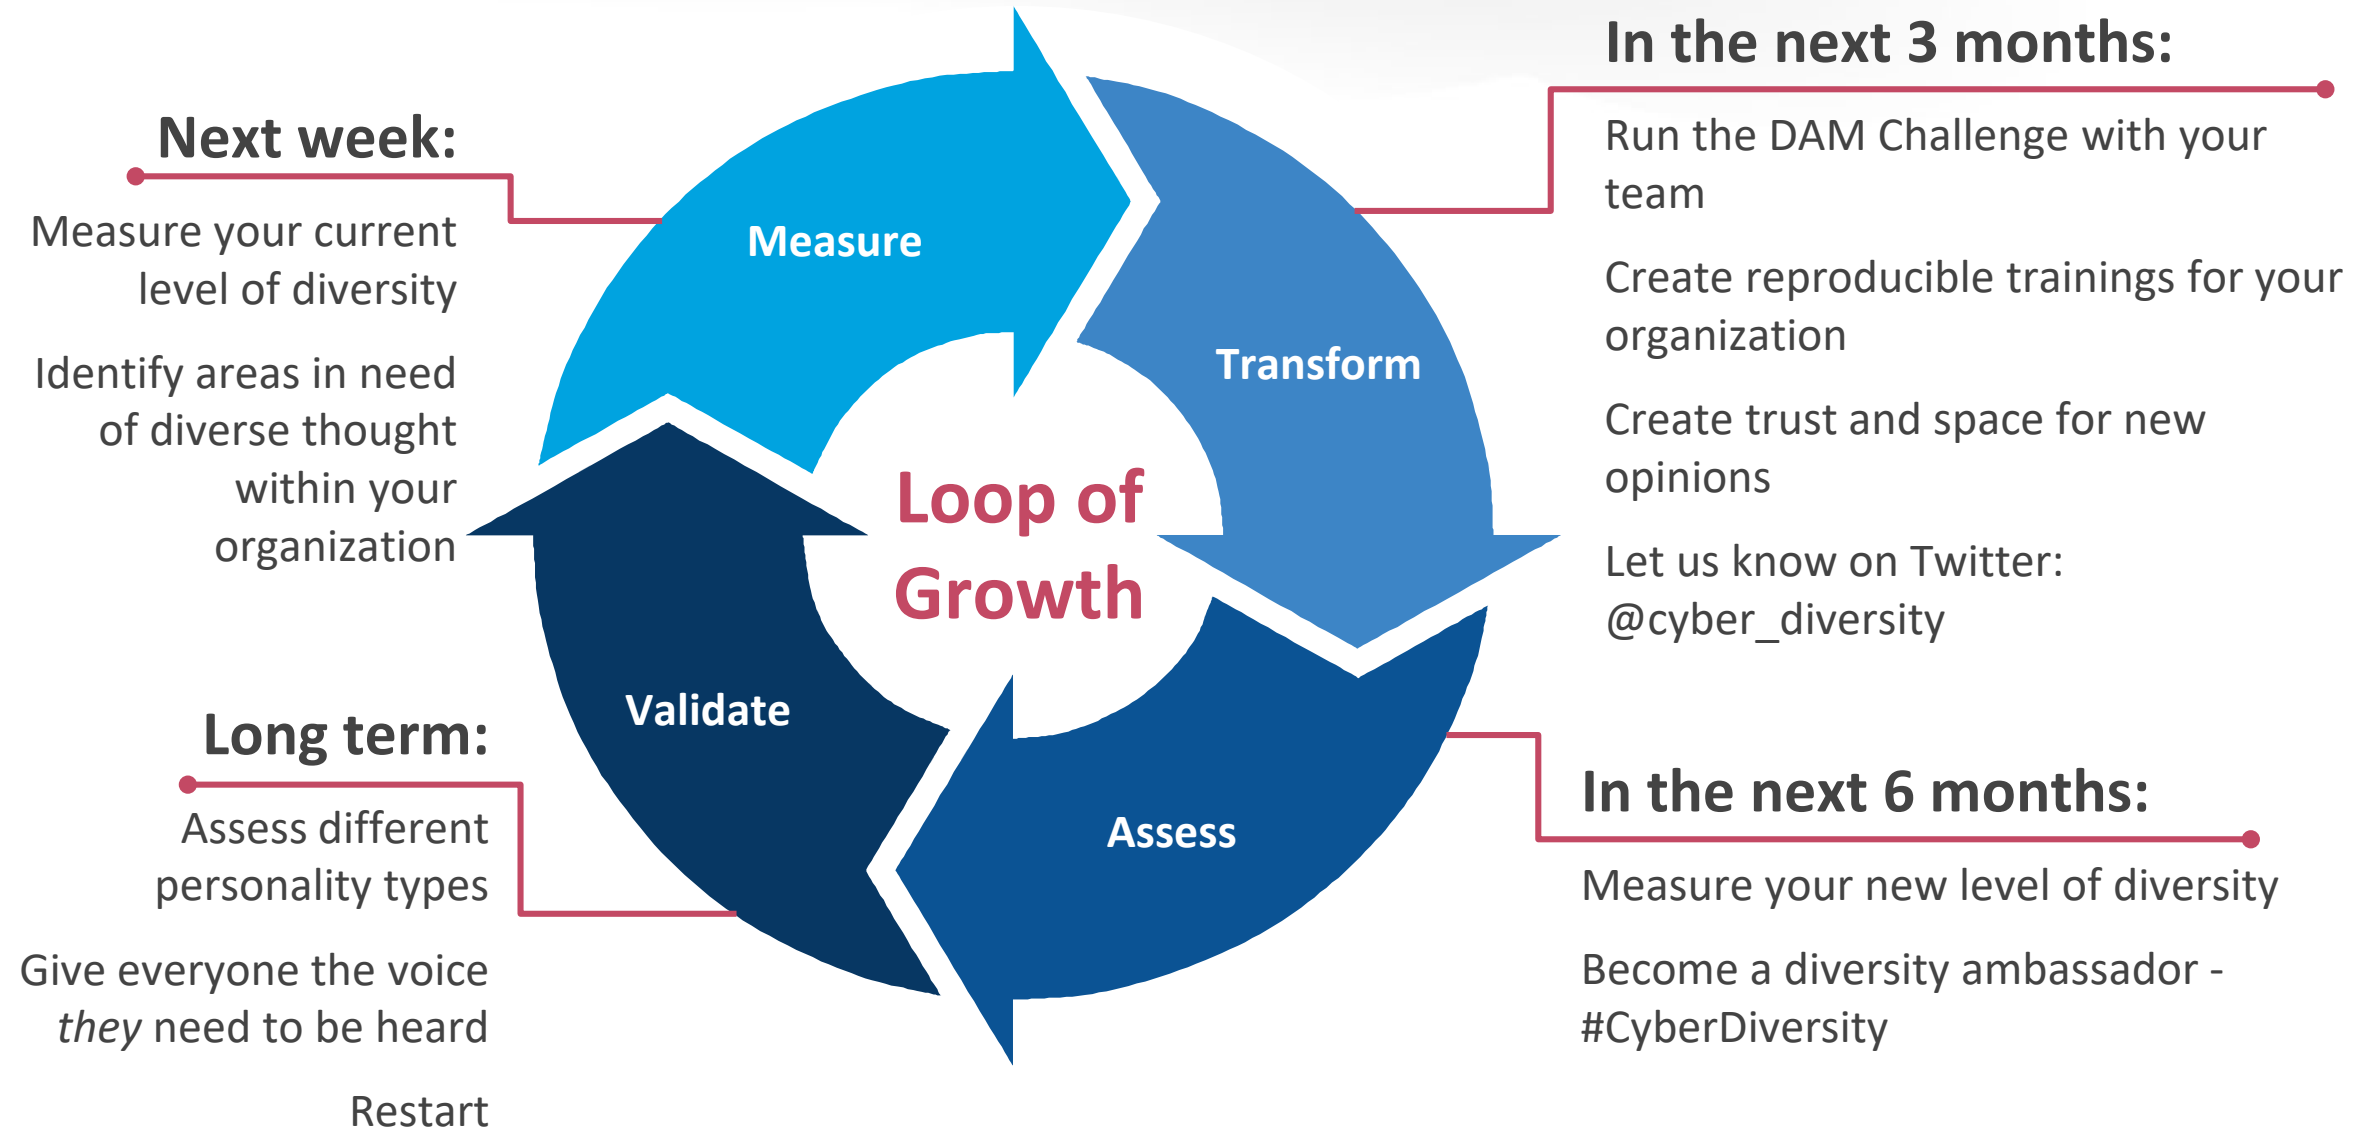 Next week:
Measure your current
level of diversity
Identify areas in need
of diverse thought
within your
organization
Measure
In the next 3 months:
Run the DAM Challenge with your
team
Create reproducible trainings for your
organization
Create trust and space for new
opinions
Let us know on Twitter:
@cyber_diversity
Transform
Loop of
Growth
In the next 6 months:
Measure your new level of diversity
Become a diversity ambassador -
#CyberDiversity
Assess
Long term:
Assess different
personality types
Give everyone the voice
they need to be heard
Restart
Validate